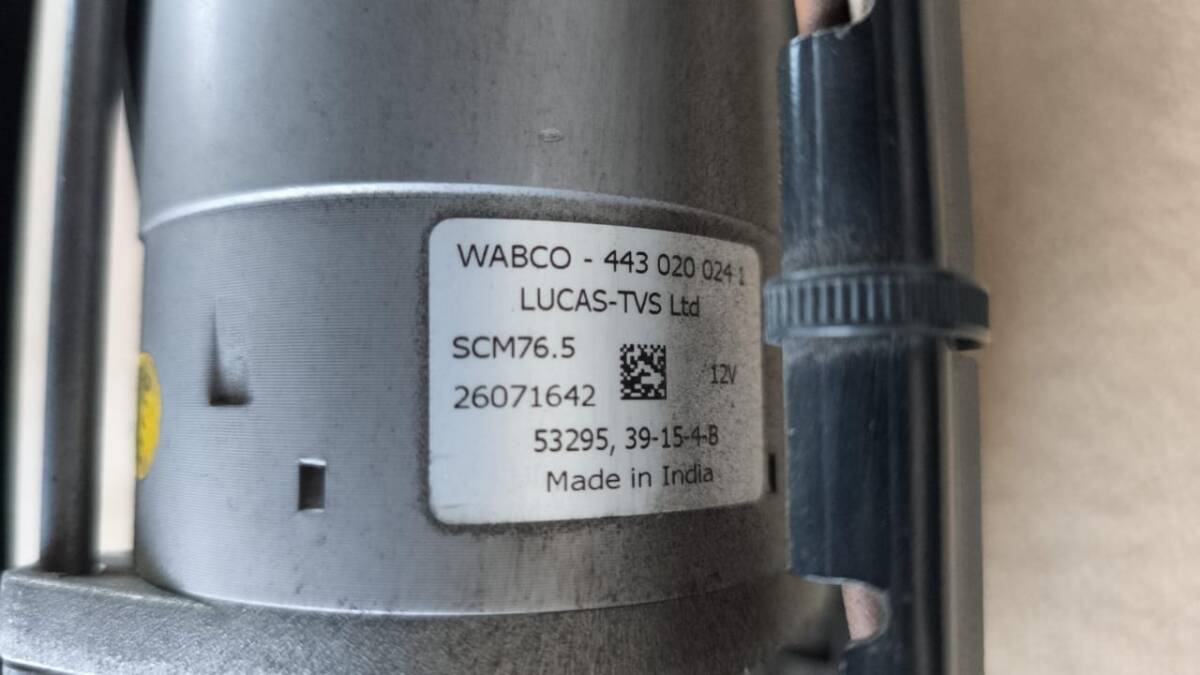 WABCO - 443 020 024 1
LUCAS-TVS Ltd
SCM76.5
12V
26071642
53295, 39-15-4-B
Made in India